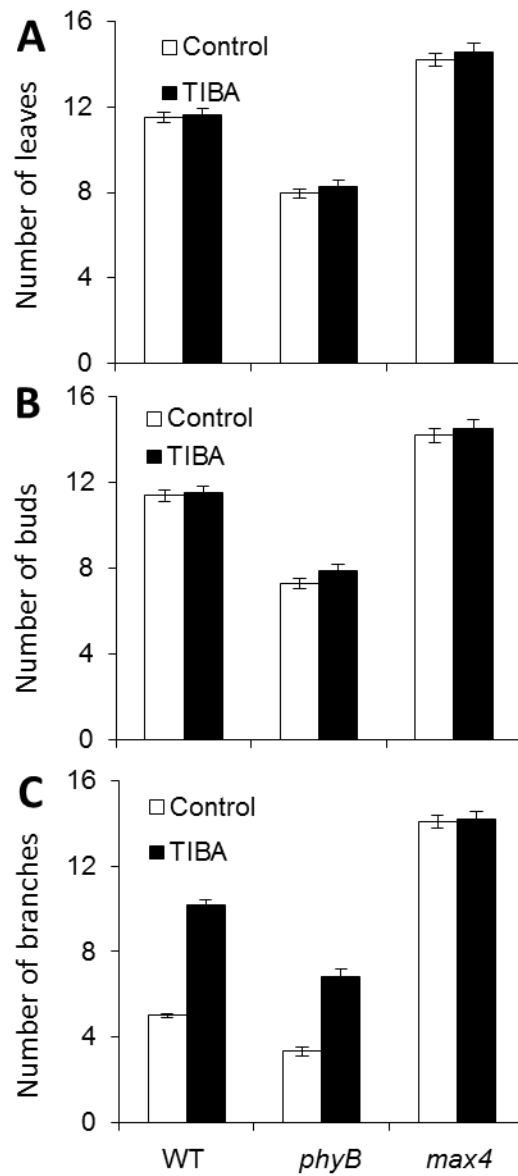 A
Number of leaves
16
12
8
4
0
Control
TIBA
B
Number of buds
16
12
8
4
0
Control
TIBA
C
Number of branches
16
12
8
4
0
Control
TIBA
WT phyB max4